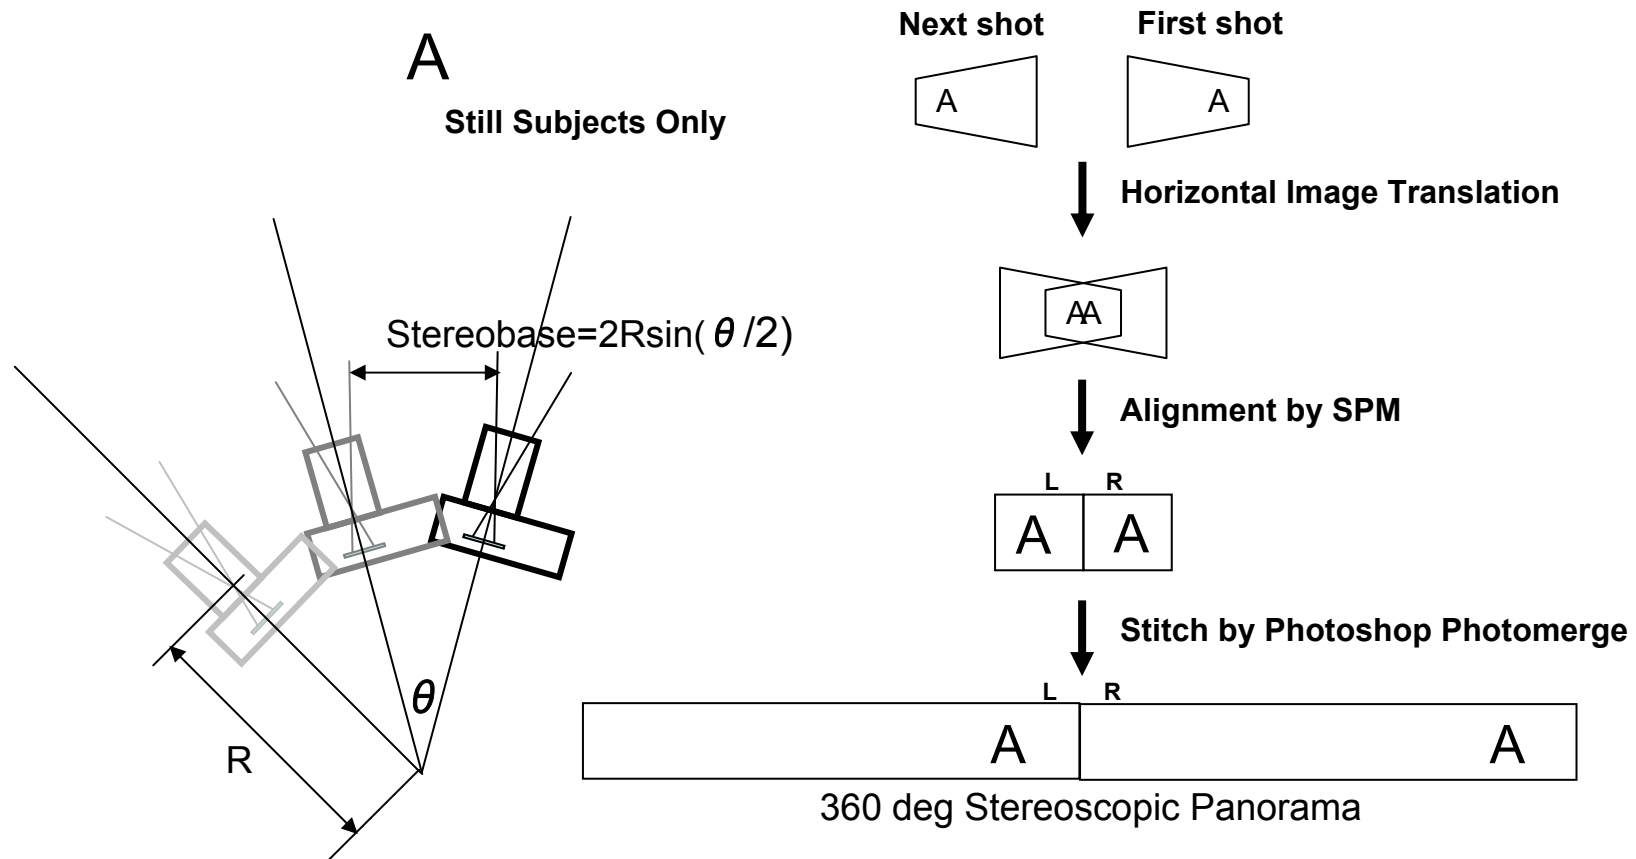 A
Still Subjects Only
Stereobase=2Rsin( θ /2)
θ
R
Next shot
First shot
A
A
Horizontal Image Translation
AA
Alignment by SPM
L
R
A
A
Stitch by Photoshop Photomerge
L
R
A
A
360 deg Stereoscopic Panorama